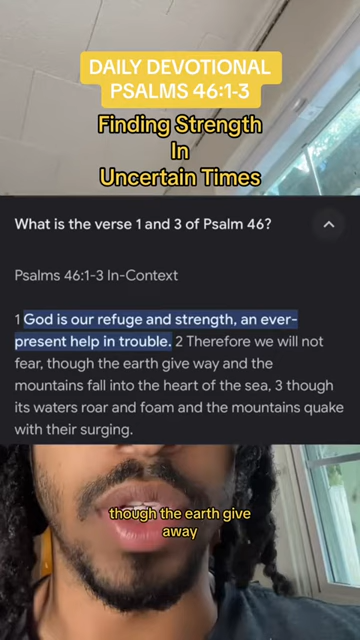 DAILY DEVOTIONAL
PSALMS 46:1-3
Finding Strength
In
Uncertain Times
What is the verse 1 and 3 of Psalm 46?
Psalms 46:1-3 In-Context
1 God is our refuge and strength, an ever-
present help in trouble. 2 Therefore we will not
fear, though the earth give way and the
mountains fall into the heart of the sea, 3 though
its waters roar and foam and the mountains quake
with their surging.
though the earth give
away